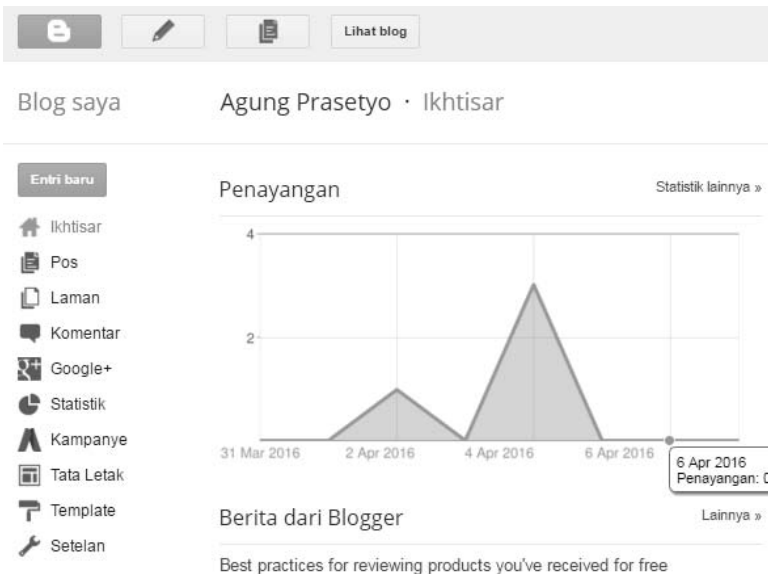 Lihat blog
Blog saya
Agung Prasetyo · Ikhtisar
Entri baru
Ikhtisar
Pos
Laman
Komentar
Google+
Statistik
Kampanye
Tata Letak
Template
Setelan
Penayangan
Statistik lainnya »
4
2
31 Mar 2016
2 Apr 2016
4 Apr 2016
6 Apr 2016
6 Apr 2016
Penayangan: 0
Berita dari Blogger
Lainnya »
Best practices for reviewing products you've received for free